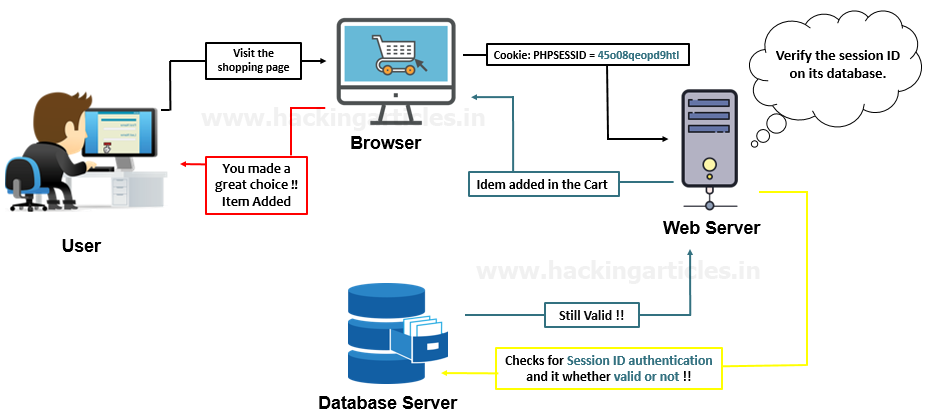 Visit the
shopping page
Cookie: PHPSESSID = 45o08qeopd9htl
Verify the session ID
on its database.
www.hackingarticles.in
Browser
You made a
great choice !!
Item Added
Idem added in the Cart
User
Web Server
www.hackingarticles.in
Still Valid !!
Checks for Session ID authentication
and it whether valid or not !!
Database Server